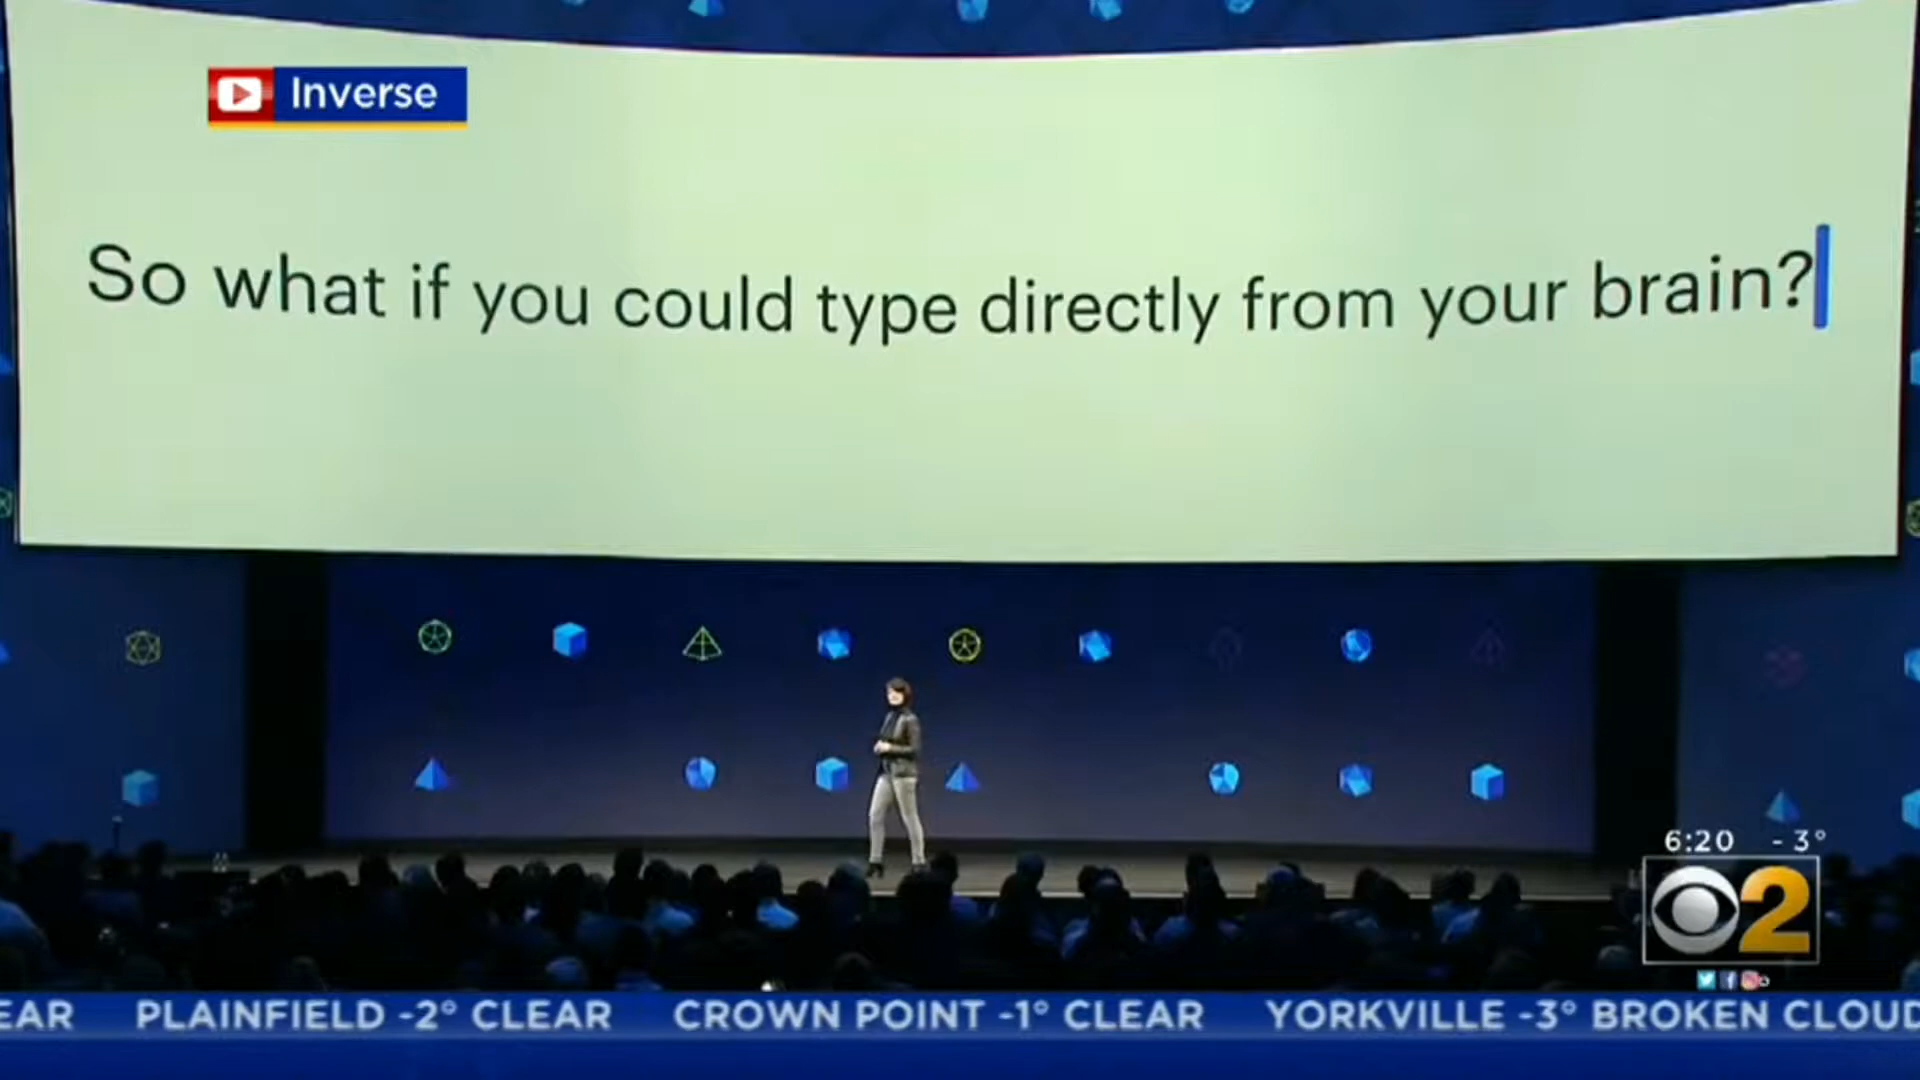 Inverse
So what if you could type directly from your brain?
6:20 -3°
2
EAR PLAINFIELD -2° CLEAR CROWN POINT -1° CLEAR YORKVILLE -3° BROKEN CLOUD